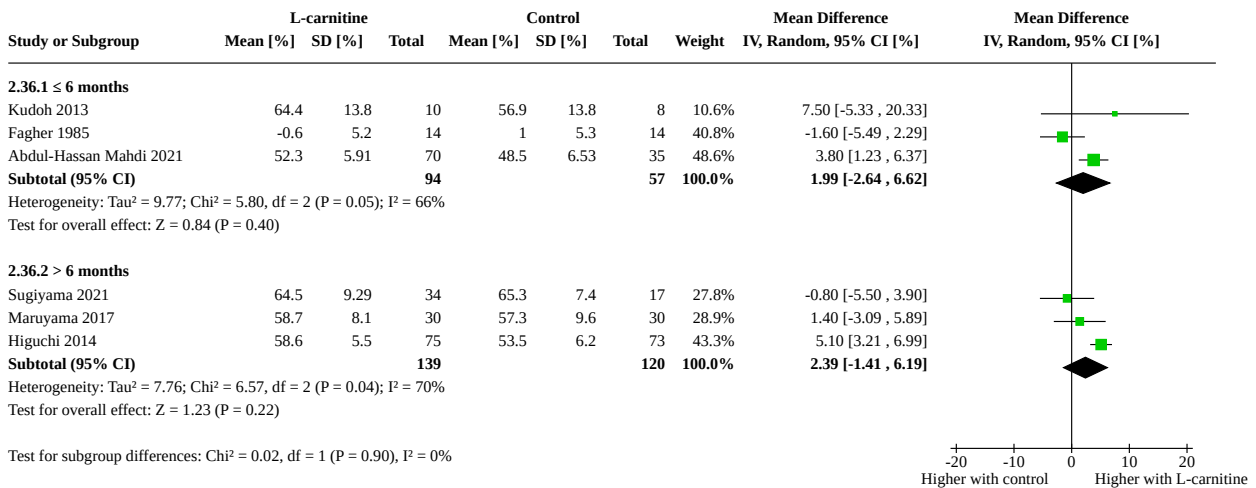 L-carnitine Control Mean Difference Mean Difference
Study or Subgroup Mean [%] SD [%] Total Mean [%] SD [%] Total Weight IV, Random, 95% CI [%] IV, Random, 95% CI [%]
2.36.1 ≤ 6 months
Kudoh 2013 64.4 13.8 10 56.9 13.8 8 10.6% 7.50 [-5.33 , 20.33]
Fagher 1985 -0.6 5.2 14 1 5.3 14 40.8% -1.60 [-5.49 , 2.29]
Abdul-Hassan Mahdi 2021 52.3 5.91 70 48.5 6.53 35 48.6% 3.80 [1.23 , 6.37]
Subtotal (95% CI) 94 57 100.0% 1.99 [-2.64 , 6.62]
Heterogeneity: Tau² = 9.77; Chi² = 5.80, df = 2 (P = 0.05); I² = 66%
Test for overall effect: Z = 0.84 (P = 0.40)
2.36.2 > 6 months
Sugiyama 2021 64.5 9.29 34 65.3 7.4 17 27.8% -0.80 [-5.50 , 3.90]
Maruyama 2017 58.7 8.1 30 57.3 9.6 30 28.9% 1.40 [-3.09 , 5.89]
Higuchi 2014 58.6 5.5 75 53.5 6.2 73 43.3% 5.10 [3.21 , 6.99]
Subtotal (95% CI) 139 120 100.0% 2.39 [-1.41 , 6.19]
Heterogeneity: Tau² = 7.76; Chi² = 6.57, df = 2 (P = 0.04); I² = 70%
Test for overall effect: Z = 1.23 (P = 0.22)
Test for subgroup differences: Chi² = 0.02, df = 1 (P = 0.90), I² = 0%
-20 -10 0 10 20
Higher with control Higher with L-carnitine